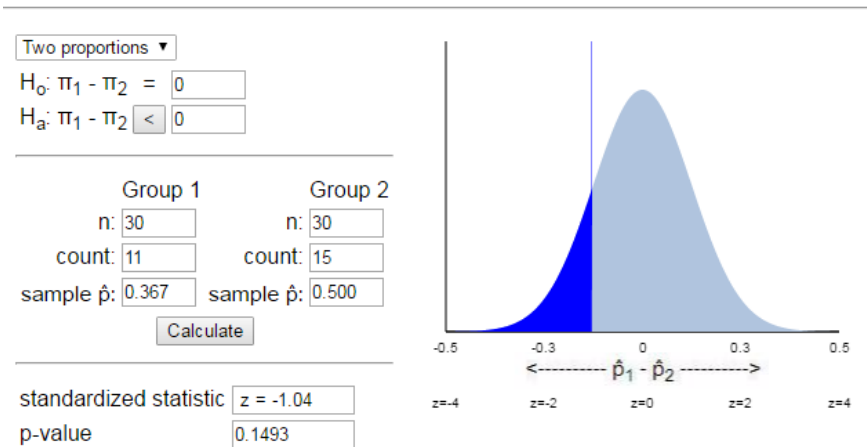 Two proportions ▼
Hₒ: π₁ - π₂ = 0
Hₐ: π₁ - π₂ < 0
Group 1 Group 2
n: 30 n: 30
count: 11 count: 15
sample p̂: 0.367 sample p̂: 0.500
Calculate
standardized statistic z = -1.04
p-value 0.1493
-0.5 -0.3 0 0.3 0.5
<----------- p̂₁ - p̂₂ ----------->
z=-4 z=-2 z=0 z=2 z=4